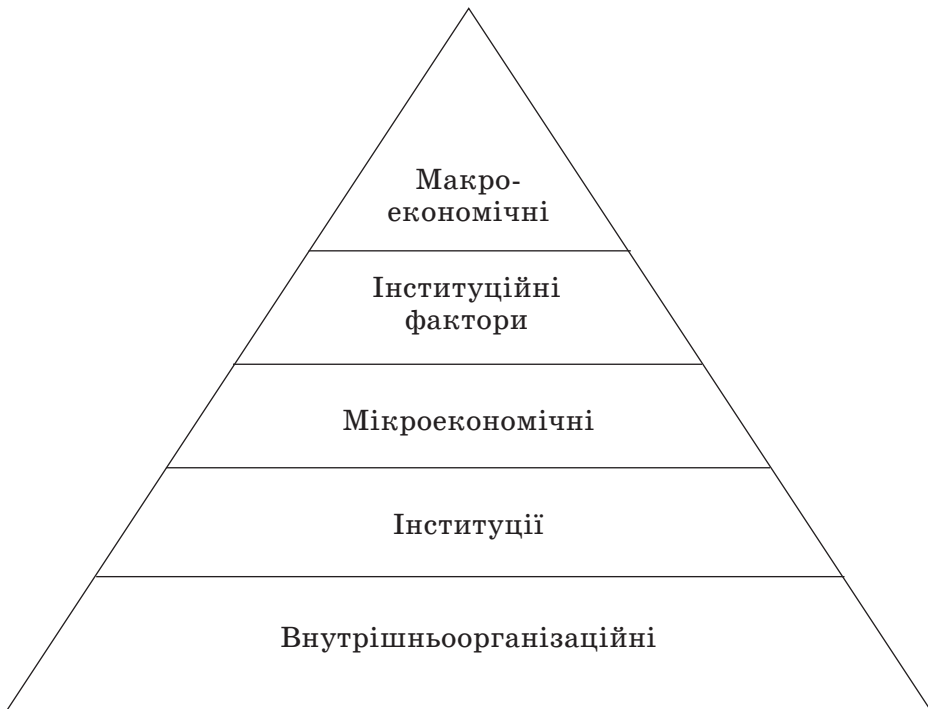 Макро-
економічні
Інституційні
фактори
Мікроекономічні
Інституції
Внутрішньоорганізаційні